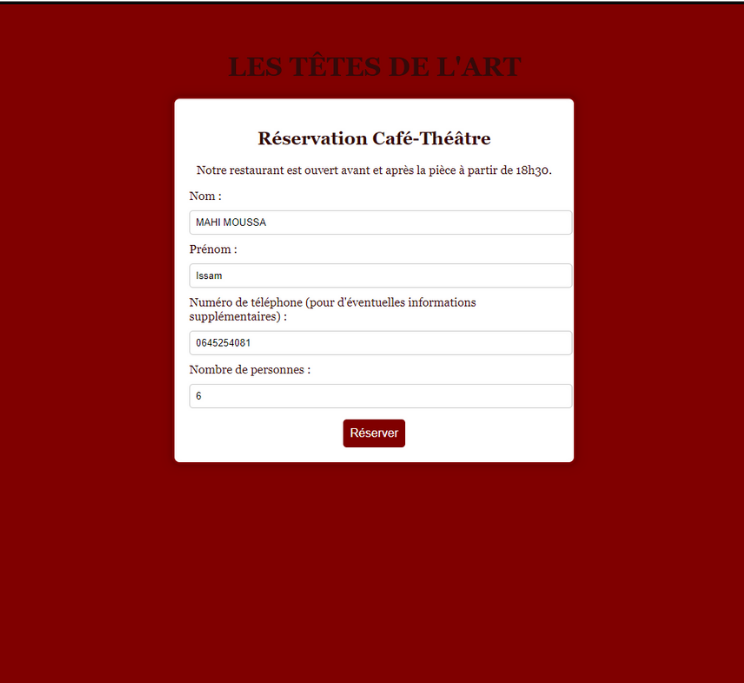 LES TÊTES DE L'ART
Réservation Café-Théâtre
Notre restaurant est ouvert avant et après la pièce à partir de 18h30.
Nom :
MAHI MOUSSA
Prénom :
Issam
Numéro de téléphone (pour d'éventuelles informations
supplémentaires) :
0645254081
Nombre de personnes :
6
Réserver